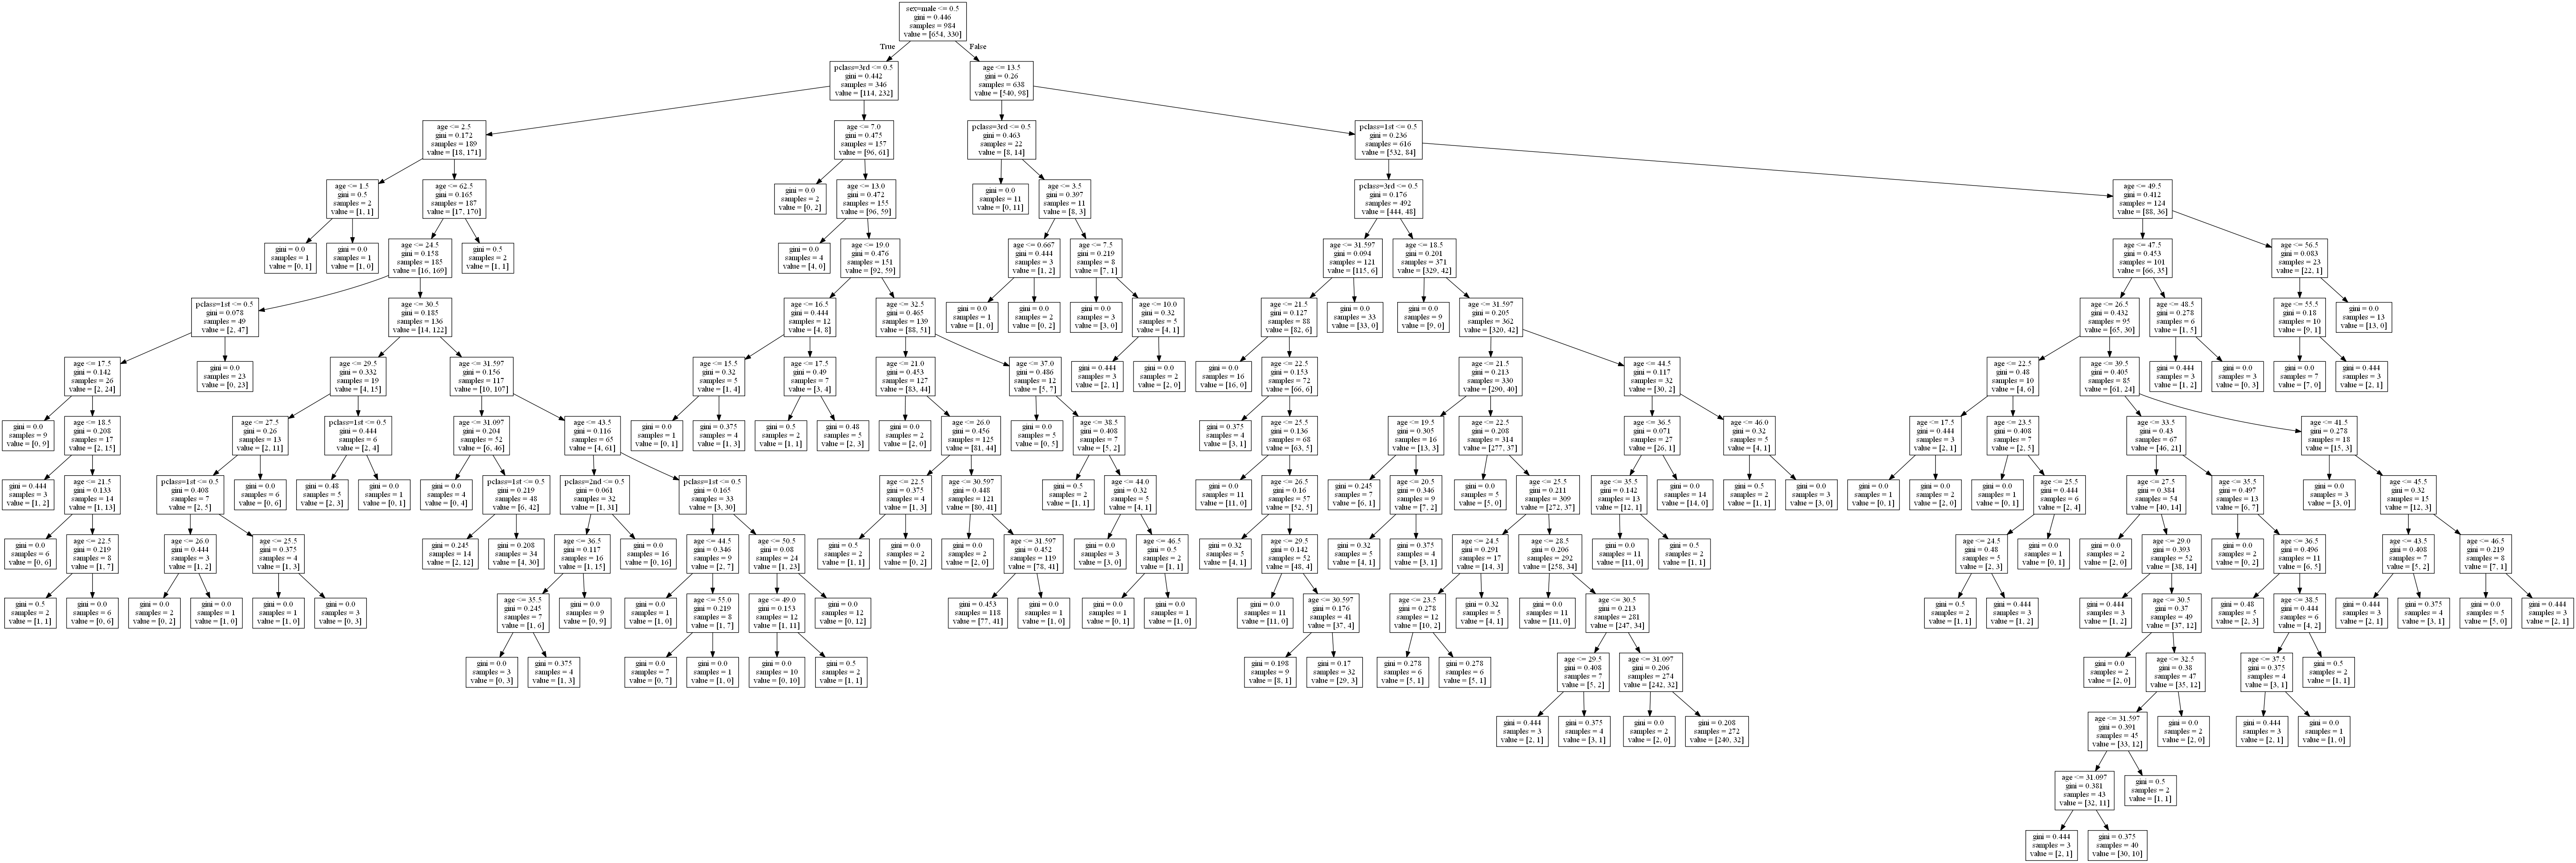 sex=male <= 0.5
gini = 0.446
samples = 984
value = [654, 330]
True
False
pclass=3rd <= 0.5
gini = 0.442
samples = 346
value = [114, 232]
age <= 13.5
gini = 0.26
samples = 638
value = [540, 98]
age <= 2.5
gini = 0.172
samples = 189
value = [18, 171]
age <= 7.0
gini = 0.475
samples = 157
value = [96, 61]
pclass=3rd <= 0.5
gini = 0.463
samples = 22
value = [8, 14]
pclass=1st <= 0.5
gini = 0.236
samples = 616
value = [532, 84]
age <= 1.5
gini = 0.5
samples = 2
value = [1, 1]
age <= 62.5
gini = 0.165
samples = 187
value = [17, 170]
gini = 0.0
samples = 2
value = [0, 2]
age <= 13.0
gini = 0.472
samples = 155
value = [96, 59]
gini = 0.0
samples = 11
value = [0, 11]
age <= 3.5
gini = 0.397
samples = 11
value = [8, 3]
pclass=3rd <= 0.5
gini = 0.176
samples = 492
value = [444, 48]
age <= 49.5
gini = 0.412
samples = 124
value = [88, 36]
gini = 0.0
samples = 1
value = [0, 1]
gini = 0.0
samples = 1
value = [1, 0]
age <= 24.5
gini = 0.158
samples = 185
value = [16, 169]
gini = 0.5
samples = 2
value = [1, 1]
gini = 0.0
samples = 4
value = [4, 0]
age <= 19.0
gini = 0.476
samples = 151
value = [92, 59]
age <= 0.667
gini = 0.444
samples = 3
value = [1, 2]
age <= 7.5
gini = 0.219
samples = 8
value = [7, 1]
age <= 31.597
gini = 0.094
samples = 121
value = [115, 6]
age <= 18.5
gini = 0.201
samples = 371
value = [329, 42]
age <= 47.5
gini = 0.453
samples = 101
value = [66, 35]
age <= 56.5
gini = 0.083
samples = 23
value = [22, 1]
pclass=1st <= 0.5
gini = 0.078
samples = 49
value = [2, 47]
age <= 30.5
gini = 0.185
samples = 136
value = [14, 122]
age <= 16.5
gini = 0.444
samples = 12
value = [4, 8]
age <= 32.5
gini = 0.465
samples = 139
value = [88, 51]
gini = 0.0
samples = 1
value = [1, 0]
gini = 0.0
samples = 2
value = [0, 2]
gini = 0.0
samples = 3
value = [3, 0]
age <= 10.0
gini = 0.32
samples = 5
value = [4, 1]
age <= 21.5
gini = 0.127
samples = 88
value = [82, 6]
gini = 0.0
samples = 33
value = [33, 0]
gini = 0.0
samples = 9
value = [9, 0]
age <= 31.597
gini = 0.205
samples = 362
value = [320, 42]
age <= 26.5
gini = 0.432
samples = 95
value = [65, 30]
age <= 48.5
gini = 0.278
samples = 6
value = [1, 5]
age <= 55.5
gini = 0.18
samples = 10
value = [9, 1]
gini = 0.0
samples = 13
value = [13, 0]
age <= 17.5
gini = 0.142
samples = 26
value = [2, 24]
gini = 0.0
samples = 23
value = [0, 23]
age <= 29.5
gini = 0.332
samples = 19
value = [4, 15]
age <= 31.597
gini = 0.156
samples = 117
value = [10, 107]
age <= 15.5
gini = 0.32
samples = 5
value = [1, 4]
age <= 17.5
gini = 0.49
samples = 7
value = [3, 4]
age <= 21.0
gini = 0.453
samples = 127
value = [83, 44]
age <= 37.0
gini = 0.486
samples = 12
value = [5, 7]
gini = 0.444
samples = 3
value = [2, 1]
gini = 0.0
samples = 2
value = [2, 0]
gini = 0.0
samples = 16
value = [16, 0]
age <= 22.5
gini = 0.153
samples = 72
value = [66, 6]
age <= 21.5
gini = 0.213
samples = 330
value = [290, 40]
age <= 44.5
gini = 0.117
samples = 32
value = [30, 2]
age <= 22.5
gini = 0.48
samples = 10
value = [4, 6]
age <= 39.5
gini = 0.405
samples = 85
value = [61, 24]
gini = 0.444
samples = 3
value = [1, 2]
gini = 0.0
samples = 3
value = [0, 3]
gini = 0.0
samples = 7
value = [7, 0]
gini = 0.444
samples = 3
value = [2, 1]
gini = 0.0
samples = 9
value = [0, 9]
age <= 18.5
gini = 0.208
samples = 17
value = [2, 15]
age <= 27.5
gini = 0.26
samples = 13
value = [2, 11]
pclass=1st <= 0.5
gini = 0.444
samples = 6
value = [2, 4]
age <= 31.097
gini = 0.204
samples = 52
value = [6, 46]
age <= 43.5
gini = 0.116
samples = 65
value = [4, 61]
gini = 0.0
samples = 1
value = [0, 1]
gini = 0.375
samples = 4
value = [1, 3]
gini = 0.5
samples = 2
value = [1, 1]
gini = 0.48
samples = 5
value = [2, 3]
gini = 0.0
samples = 2
value = [2, 0]
age <= 26.0
gini = 0.456
samples = 125
value = [81, 44]
gini = 0.0
samples = 5
value = [0, 5]
age <= 38.5
gini = 0.408
samples = 7
value = [5, 2]
gini = 0.375
samples = 4
value = [3, 1]
age <= 25.5
gini = 0.136
samples = 68
value = [63, 5]
age <= 19.5
gini = 0.305
samples = 16
value = [13, 3]
age <= 22.5
gini = 0.208
samples = 314
value = [277, 37]
age <= 36.5
gini = 0.071
samples = 27
value = [26, 1]
age <= 46.0
gini = 0.32
samples = 5
value = [4, 1]
age <= 17.5
gini = 0.444
samples = 3
value = [2, 1]
age <= 23.5
gini = 0.408
samples = 7
value = [2, 5]
age <= 33.5
gini = 0.43
samples = 67
value = [46, 21]
age <= 41.5
gini = 0.278
samples = 18
value = [15, 3]
gini = 0.444
samples = 3
value = [1, 2]
age <= 21.5
gini = 0.133
samples = 14
value = [1, 13]
pclass=1st <= 0.5
gini = 0.408
samples = 7
value = [2, 5]
gini = 0.0
samples = 6
value = [0, 6]
gini = 0.48
samples = 5
value = [2, 3]
gini = 0.0
samples = 1
value = [0, 1]
gini = 0.0
samples = 4
value = [0, 4]
pclass=1st <= 0.5
gini = 0.219
samples = 48
value = [6, 42]
pclass=2nd <= 0.5
gini = 0.061
samples = 32
value = [1, 31]
pclass=1st <= 0.5
gini = 0.165
samples = 33
value = [3, 30]
age <= 22.5
gini = 0.375
samples = 4
value = [1, 3]
age <= 30.597
gini = 0.448
samples = 121
value = [80, 41]
gini = 0.5
samples = 2
value = [1, 1]
age <= 44.0
gini = 0.32
samples = 5
value = [4, 1]
gini = 0.0
samples = 11
value = [11, 0]
age <= 26.5
gini = 0.16
samples = 57
value = [52, 5]
gini = 0.245
samples = 7
value = [6, 1]
age <= 20.5
gini = 0.346
samples = 9
value = [7, 2]
gini = 0.0
samples = 5
value = [5, 0]
age <= 25.5
gini = 0.211
samples = 309
value = [272, 37]
age <= 35.5
gini = 0.142
samples = 13
value = [12, 1]
gini = 0.0
samples = 14
value = [14, 0]
gini = 0.5
samples = 2
value = [1, 1]
gini = 0.0
samples = 3
value = [3, 0]
gini = 0.0
samples = 1
value = [0, 1]
gini = 0.0
samples = 2
value = [2, 0]
gini = 0.0
samples = 1
value = [0, 1]
age <= 25.5
gini = 0.444
samples = 6
value = [2, 4]
age <= 27.5
gini = 0.384
samples = 54
value = [40, 14]
age <= 35.5
gini = 0.497
samples = 13
value = [6, 7]
gini = 0.0
samples = 3
value = [3, 0]
age <= 45.5
gini = 0.32
samples = 15
value = [12, 3]
gini = 0.0
samples = 6
value = [0, 6]
age <= 22.5
gini = 0.219
samples = 8
value = [1, 7]
age <= 26.0
gini = 0.444
samples = 3
value = [1, 2]
age <= 25.5
gini = 0.375
samples = 4
value = [1, 3]
gini = 0.245
samples = 14
value = [2, 12]
gini = 0.208
samples = 34
value = [4, 30]
age <= 36.5
gini = 0.117
samples = 16
value = [1, 15]
gini = 0.0
samples = 16
value = [0, 16]
age <= 44.5
gini = 0.346
samples = 9
value = [2, 7]
age <= 50.5
gini = 0.08
samples = 24
value = [1, 23]
gini = 0.5
samples = 2
value = [1, 1]
gini = 0.0
samples = 2
value = [0, 2]
gini = 0.0
samples = 2
value = [2, 0]
age <= 31.597
gini = 0.452
samples = 119
value = [78, 41]
gini = 0.0
samples = 3
value = [3, 0]
age <= 46.5
gini = 0.5
samples = 2
value = [1, 1]
gini = 0.32
samples = 5
value = [4, 1]
age <= 29.5
gini = 0.142
samples = 52
value = [48, 4]
gini = 0.32
samples = 5
value = [4, 1]
gini = 0.375
samples = 4
value = [3, 1]
age <= 24.5
gini = 0.291
samples = 17
value = [14, 3]
age <= 28.5
gini = 0.206
samples = 292
value = [258, 34]
gini = 0.0
samples = 11
value = [11, 0]
gini = 0.5
samples = 2
value = [1, 1]
age <= 24.5
gini = 0.48
samples = 5
value = [2, 3]
gini = 0.0
samples = 1
value = [0, 1]
gini = 0.0
samples = 2
value = [2, 0]
age <= 29.0
gini = 0.393
samples = 52
value = [38, 14]
gini = 0.0
samples = 2
value = [0, 2]
age <= 36.5
gini = 0.496
samples = 11
value = [6, 5]
age <= 43.5
gini = 0.408
samples = 7
value = [5, 2]
age <= 46.5
gini = 0.219
samples = 8
value = [7, 1]
gini = 0.5
samples = 2
value = [1, 1]
gini = 0.0
samples = 6
value = [0, 6]
gini = 0.0
samples = 2
value = [0, 2]
gini = 0.0
samples = 1
value = [1, 0]
gini = 0.0
samples = 1
value = [1, 0]
gini = 0.0
samples = 3
value = [0, 3]
age <= 35.5
gini = 0.245
samples = 7
value = [1, 6]
gini = 0.0
samples = 9
value = [0, 9]
gini = 0.0
samples = 1
value = [1, 0]
age <= 55.0
gini = 0.219
samples = 8
value = [1, 7]
age <= 49.0
gini = 0.153
samples = 12
value = [1, 11]
gini = 0.0
samples = 12
value = [0, 12]
gini = 0.453
samples = 118
value = [77, 41]
gini = 0.0
samples = 1
value = [1, 0]
gini = 0.0
samples = 1
value = [0, 1]
gini = 0.0
samples = 1
value = [1, 0]
gini = 0.0
samples = 11
value = [11, 0]
age <= 30.597
gini = 0.176
samples = 41
value = [37, 4]
age <= 23.5
gini = 0.278
samples = 12
value = [10, 2]
gini = 0.32
samples = 5
value = [4, 1]
gini = 0.0
samples = 11
value = [11, 0]
age <= 30.5
gini = 0.213
samples = 281
value = [247, 34]
gini = 0.5
samples = 2
value = [1, 1]
gini = 0.444
samples = 3
value = [1, 2]
gini = 0.444
samples = 3
value = [1, 2]
age <= 30.5
gini = 0.37
samples = 49
value = [37, 12]
gini = 0.48
samples = 5
value = [2, 3]
age <= 38.5
gini = 0.444
samples = 6
value = [4, 2]
gini = 0.444
samples = 3
value = [2, 1]
gini = 0.375
samples = 4
value = [3, 1]
gini = 0.0
samples = 5
value = [5, 0]
gini = 0.444
samples = 3
value = [2, 1]
gini = 0.0
samples = 3
value = [0, 3]
gini = 0.375
samples = 4
value = [1, 3]
gini = 0.0
samples = 7
value = [0, 7]
gini = 0.0
samples = 1
value = [1, 0]
gini = 0.0
samples = 10
value = [0, 10]
gini = 0.5
samples = 2
value = [1, 1]
gini = 0.198
samples = 9
value = [8, 1]
gini = 0.17
samples = 32
value = [29, 3]
gini = 0.278
samples = 6
value = [5, 1]
gini = 0.278
samples = 6
value = [5, 1]
age <= 29.5
gini = 0.408
samples = 7
value = [5, 2]
age <= 31.097
gini = 0.206
samples = 274
value = [242, 32]
gini = 0.0
samples = 2
value = [2, 0]
age <= 32.5
gini = 0.38
samples = 47
value = [35, 12]
age <= 37.5
gini = 0.375
samples = 4
value = [3, 1]
gini = 0.5
samples = 2
value = [1, 1]
gini = 0.444
samples = 3
value = [2, 1]
gini = 0.375
samples = 4
value = [3, 1]
gini = 0.0
samples = 2
value = [2, 0]
gini = 0.208
samples = 272
value = [240, 32]
age <= 31.597
gini = 0.391
samples = 45
value = [33, 12]
gini = 0.0
samples = 2
value = [2, 0]
gini = 0.444
samples = 3
value = [2, 1]
gini = 0.0
samples = 1
value = [1, 0]
age <= 31.097
gini = 0.381
samples = 43
value = [32, 11]
gini = 0.5
samples = 2
value = [1, 1]
gini = 0.444
samples = 3
value = [2, 1]
gini = 0.375
samples = 40
value = [30, 10]